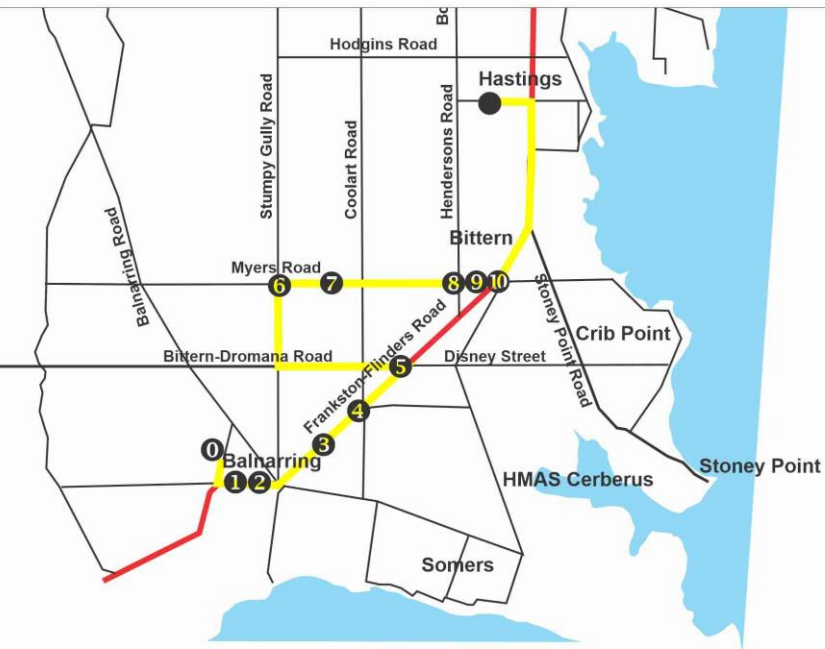 Bo
Hodgins Road
Hastings
Stumpy Gully Road
Coolart Road
Hendersons Road
Balnarring Road
Bittern
Myers Road
6
7
8
9
10
Stoney Point Road
Crib Point
Bittern-Dromana Road
Frankston-Flinders Road
5
Disney Street
4
3
0
Balnarring
1
2
HMAS Cerberus
Stoney Point
Somers